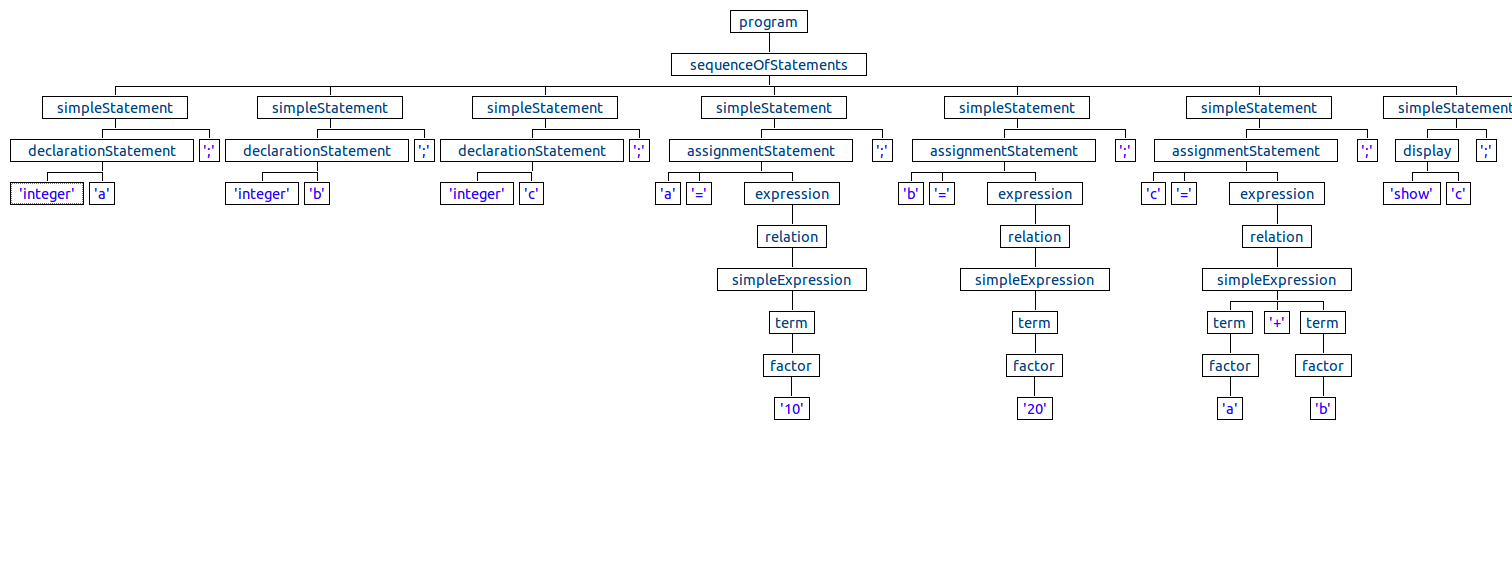 program
sequenceOfStatements
simpleStatement simpleStatement simpleStatement simpleStatement simpleStatement simpleStatement simpleStatement
declarationStatement ';' declarationStatement ';' declarationStatement ';' assignmentStatement ';' assignmentStatement ';' assignmentStatement ';' display ';'
'integer' 'a' 'integer' 'b' 'integer' 'c' 'a' '=' expression 'b' '=' expression 'c' '=' expression 'show' 'c'
relation relation relation
simpleExpression simpleExpression simpleExpression
term term term '+' term
factor factor factor factor
'10' '20' 'a' 'b'